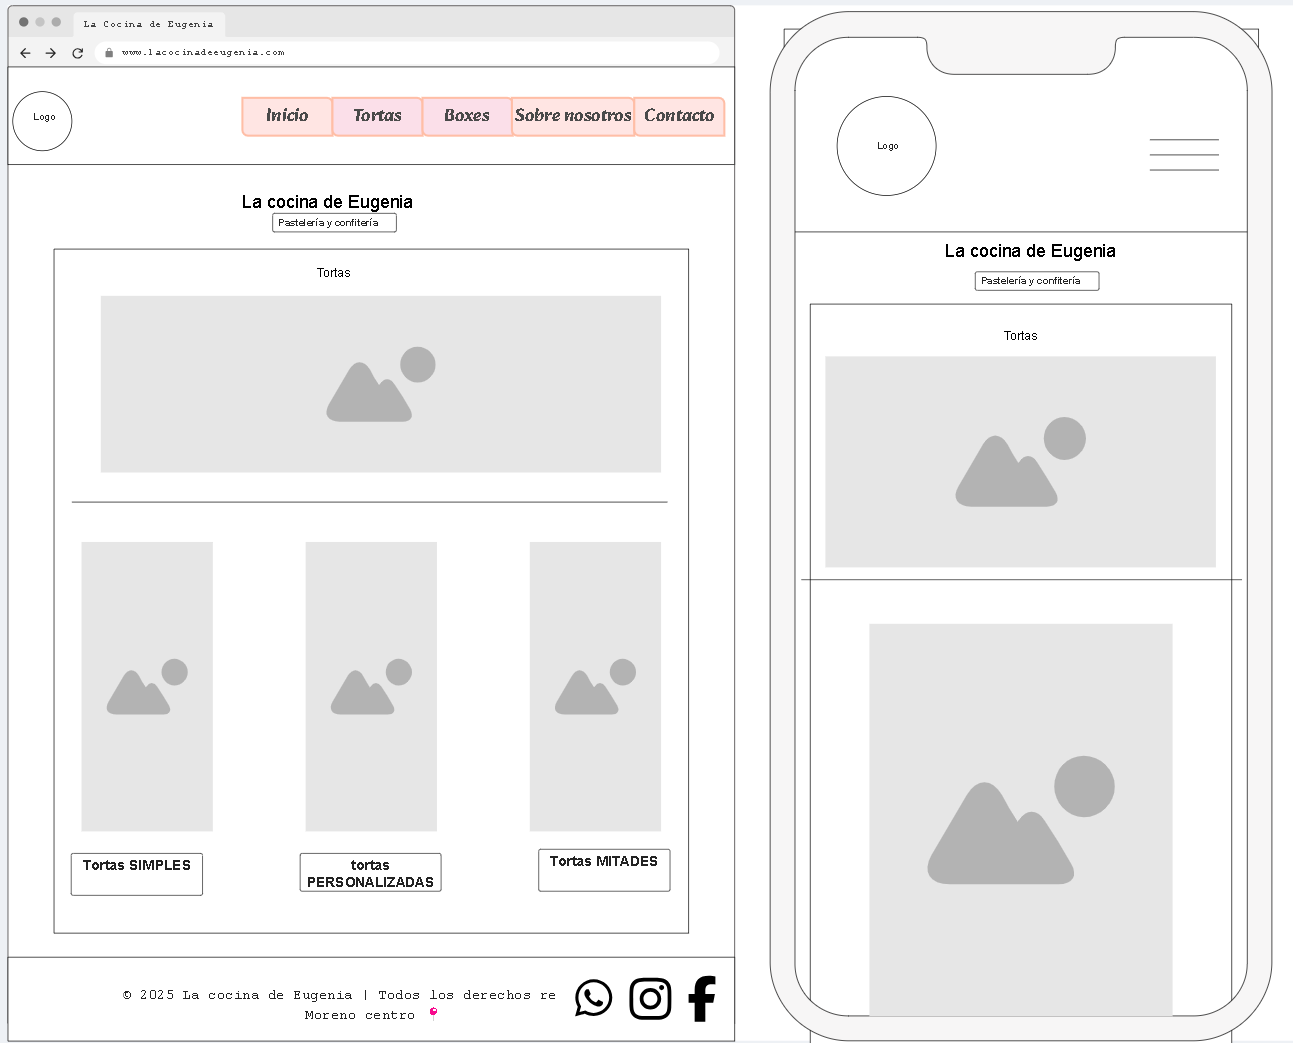 La Cocina de Eugenia
www.lacocinadeeugenia.com
Logo
Inicio
Tortas
Boxes
Sobre nosotros
Contacto
La cocina de Eugenia
Pastelería y confitería
Tortas
Tortas SIMPLES
tortas
PERSONALIZADAS
Tortas MITADES
© 2025 La cocina de Eugenia | Todos los derechos re
Moreno centro
Logo
La cocina de Eugenia
Pastelería y confitería
Tortas